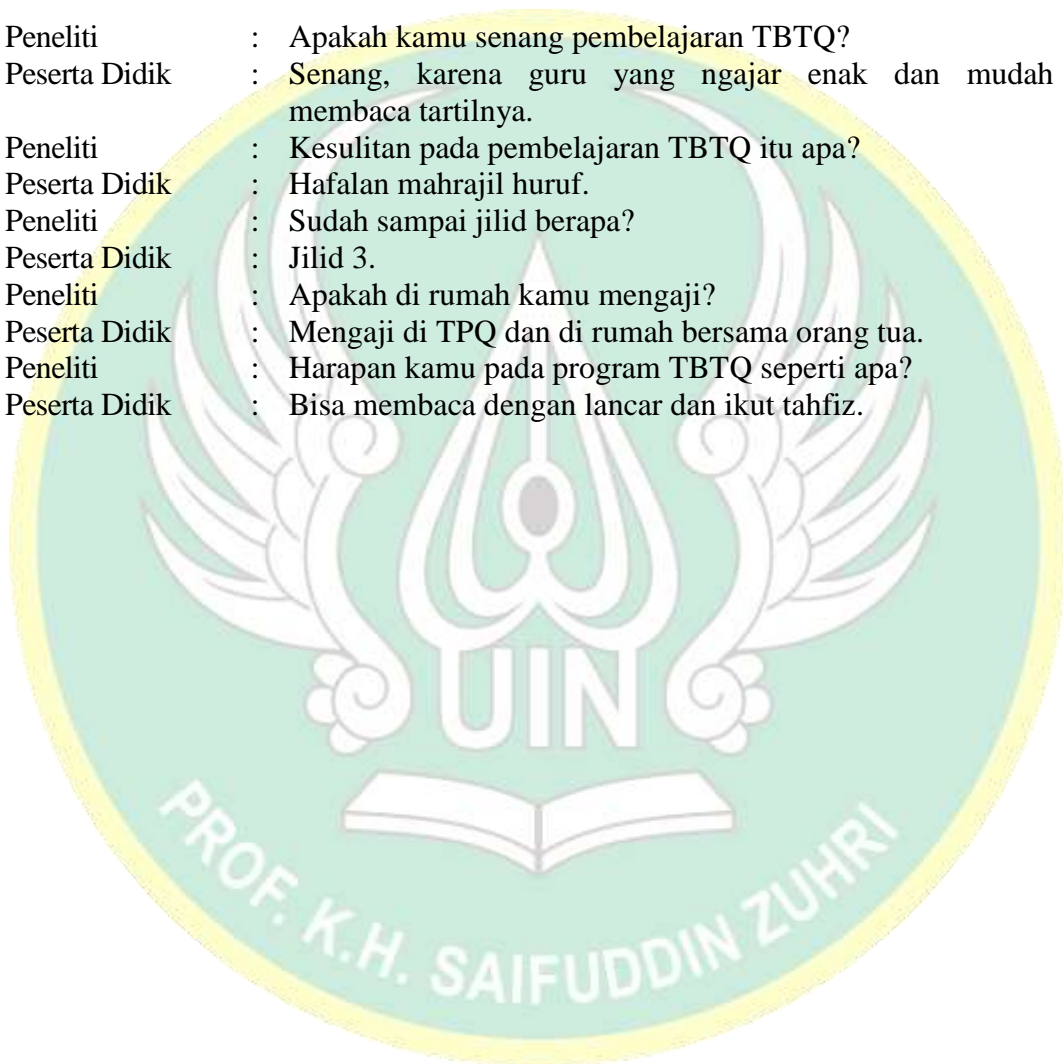 Peneliti : Apakah kamu senang pembelajaran TBTQ?
Peserta Didik : Senang, karena guru yang ngajar enak dan mudah
membaca tartilnya.
Peneliti : Kesulitan pada pembelajaran TBTQ itu apa?
Peserta Didik : Hafalan mahrajil huruf.
Peneliti : Sudah sampai jilid berapa?
Peserta Didik : Jilid 3.
Peneliti : Apakah di rumah kamu mengaji?
Peserta Didik : Mengaji di TPQ dan di rumah bersama orang tua.
Peneliti : Harapan kamu pada program TBTQ seperti apa?
Peserta Didik : Bisa membaca dengan lancar dan ikut tahfiz.
UIN
PROF. K.H. SAIFUDDIN ZUHRI